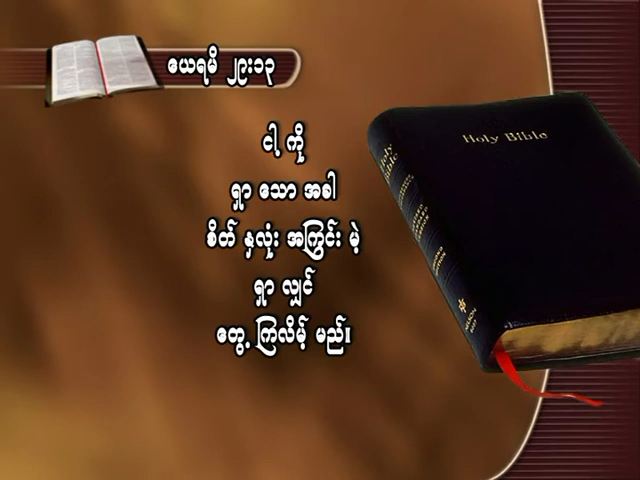 ယေရမိ ၂၉း၁၃
ငါ့ ကို
ရှာ သော အခါ
စိတ် နှလုံး အကြွင်း မဲ့
ရှာ လျှင်
တွေ့ ကြလိမ့် မည်။
Holy Bible